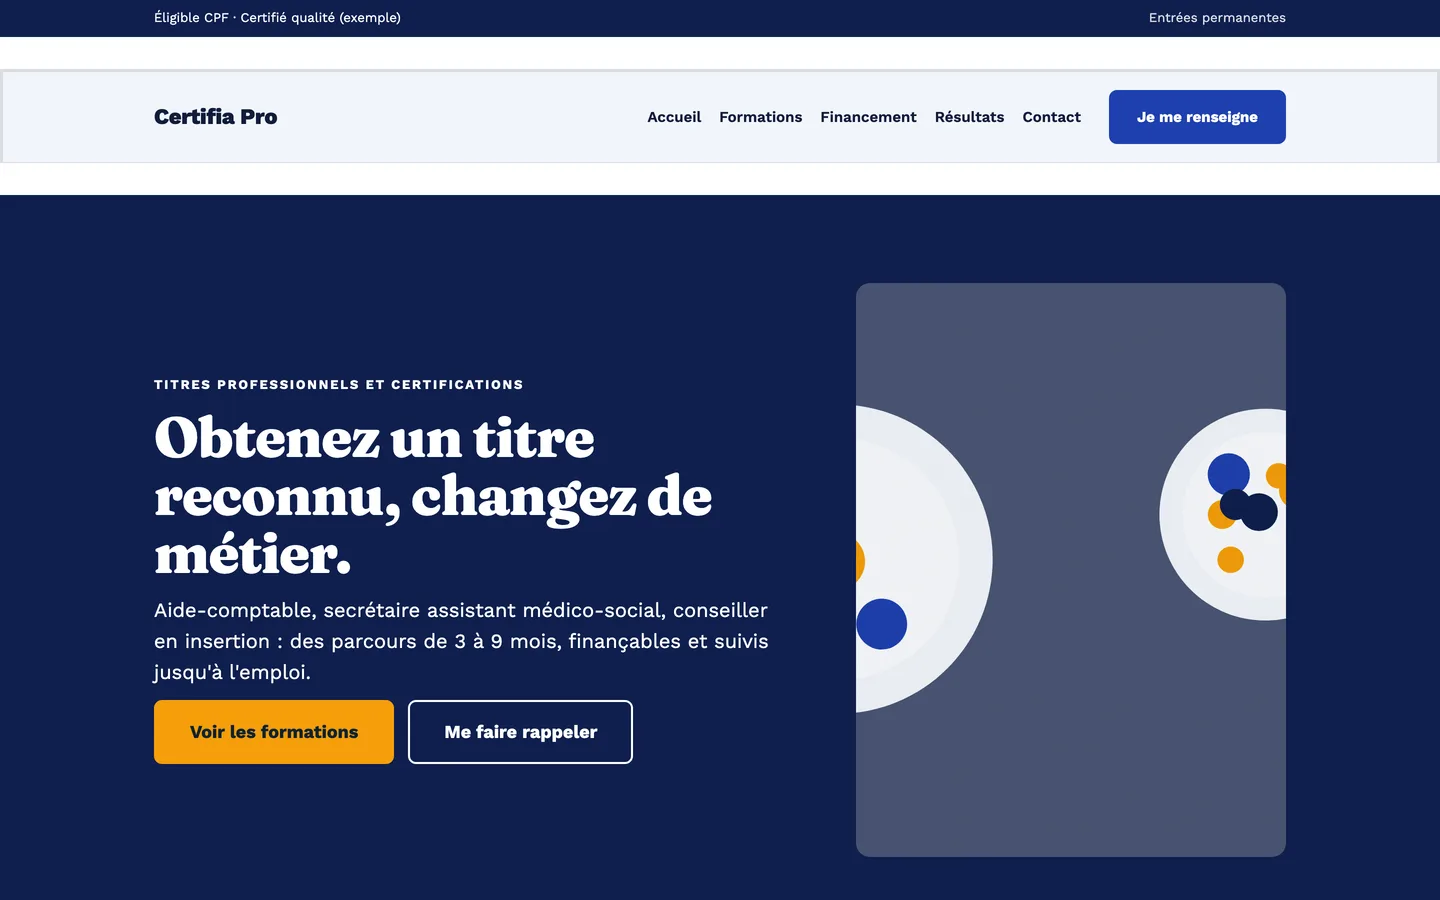 Éligible CPF · Certifié qualité (exemple)
Entrées permanentes
Certifia Pro
Accueil
Formations
Financement
Résultats
Contact
Je me renseigne
TITRES PROFESSIONNELS ET CERTIFICATIONS
Obtenez un titre
reconnu, changez de
métier.
Aide-comptable, secrétaire assistant médico-social, conseiller
en insertion : des parcours de 3 à 9 mois, finançables et suivis
jusqu'à l'emploi.
Voir les formations
Me faire rappeler